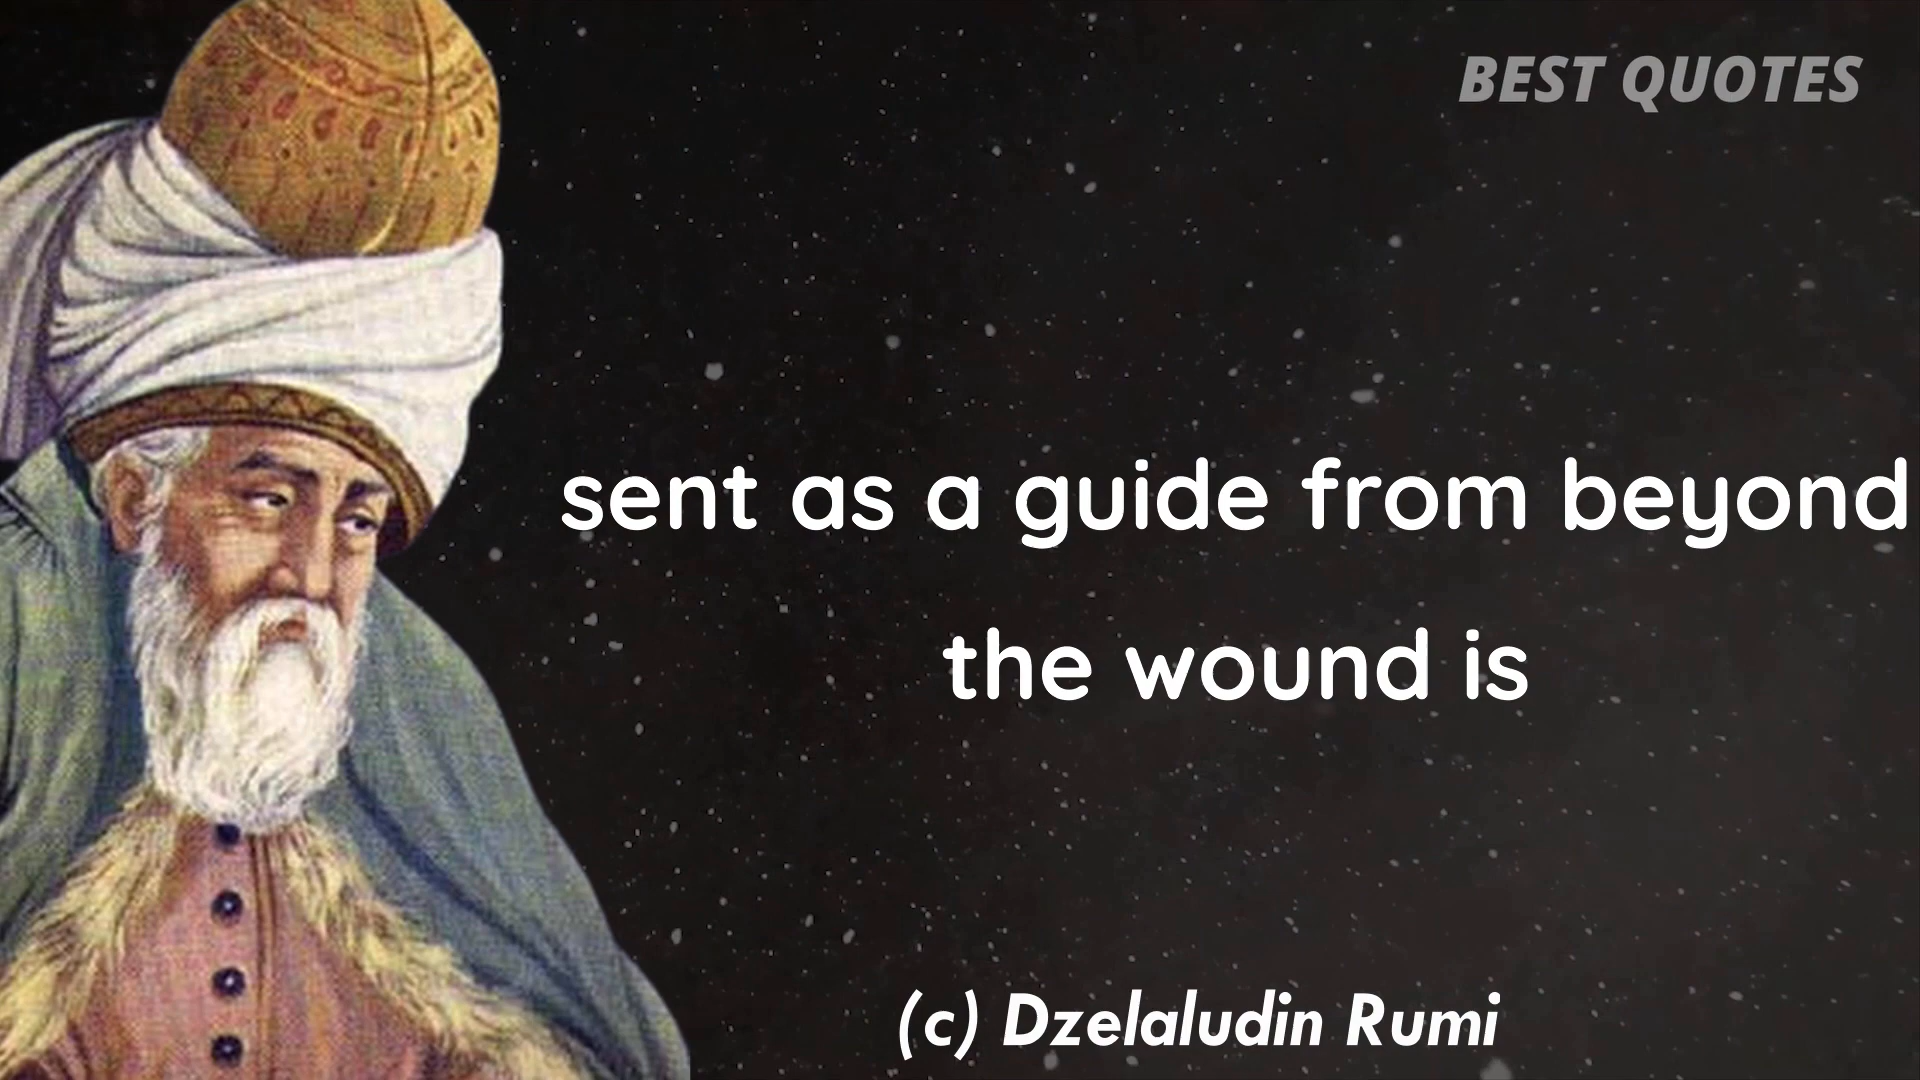 BEST QUOTES
sent as a guide from beyond
the wound is
(c) Dzelaludin Rumi